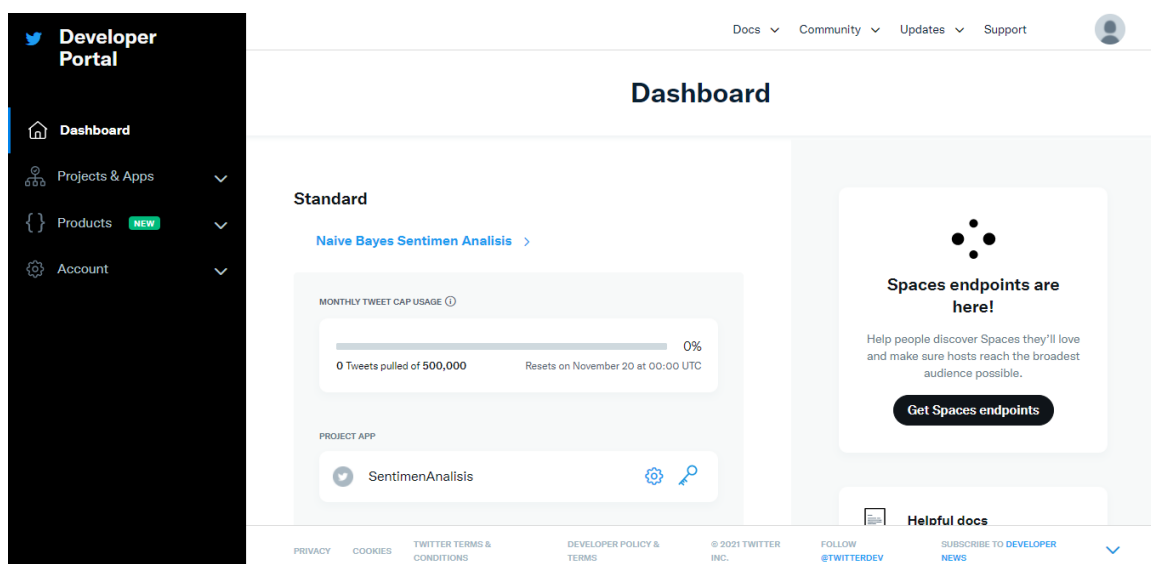 Developer
Portal
Docs
Community
Updates
Support
Dashboard
Dashboard
Projects & Apps
Products NEW
Account
Standard
Naive Bayes Sentimen Analisis
MONTHLY TWEET CAP USAGE
0%
0 Tweets pulled of 500,000
Resets on November 20 at 00:00 UTC
PROJECT APP
SentimenAnalisis
Spaces endpoints are
here!
Help people discover Spaces they'll love
and make sure hosts reach the broadest
audience possible.
Get Spaces endpoints
Helpful docs
PRIVACY
COOKIES
TWITTER TERMS &
CONDITIONS
DEVELOPER POLICY &
TERMS
© 2021 TWITTER
INC.
FOLLOW
@TWITTERDEV
SUBSCRIBE TO DEVELOPER
NEWS